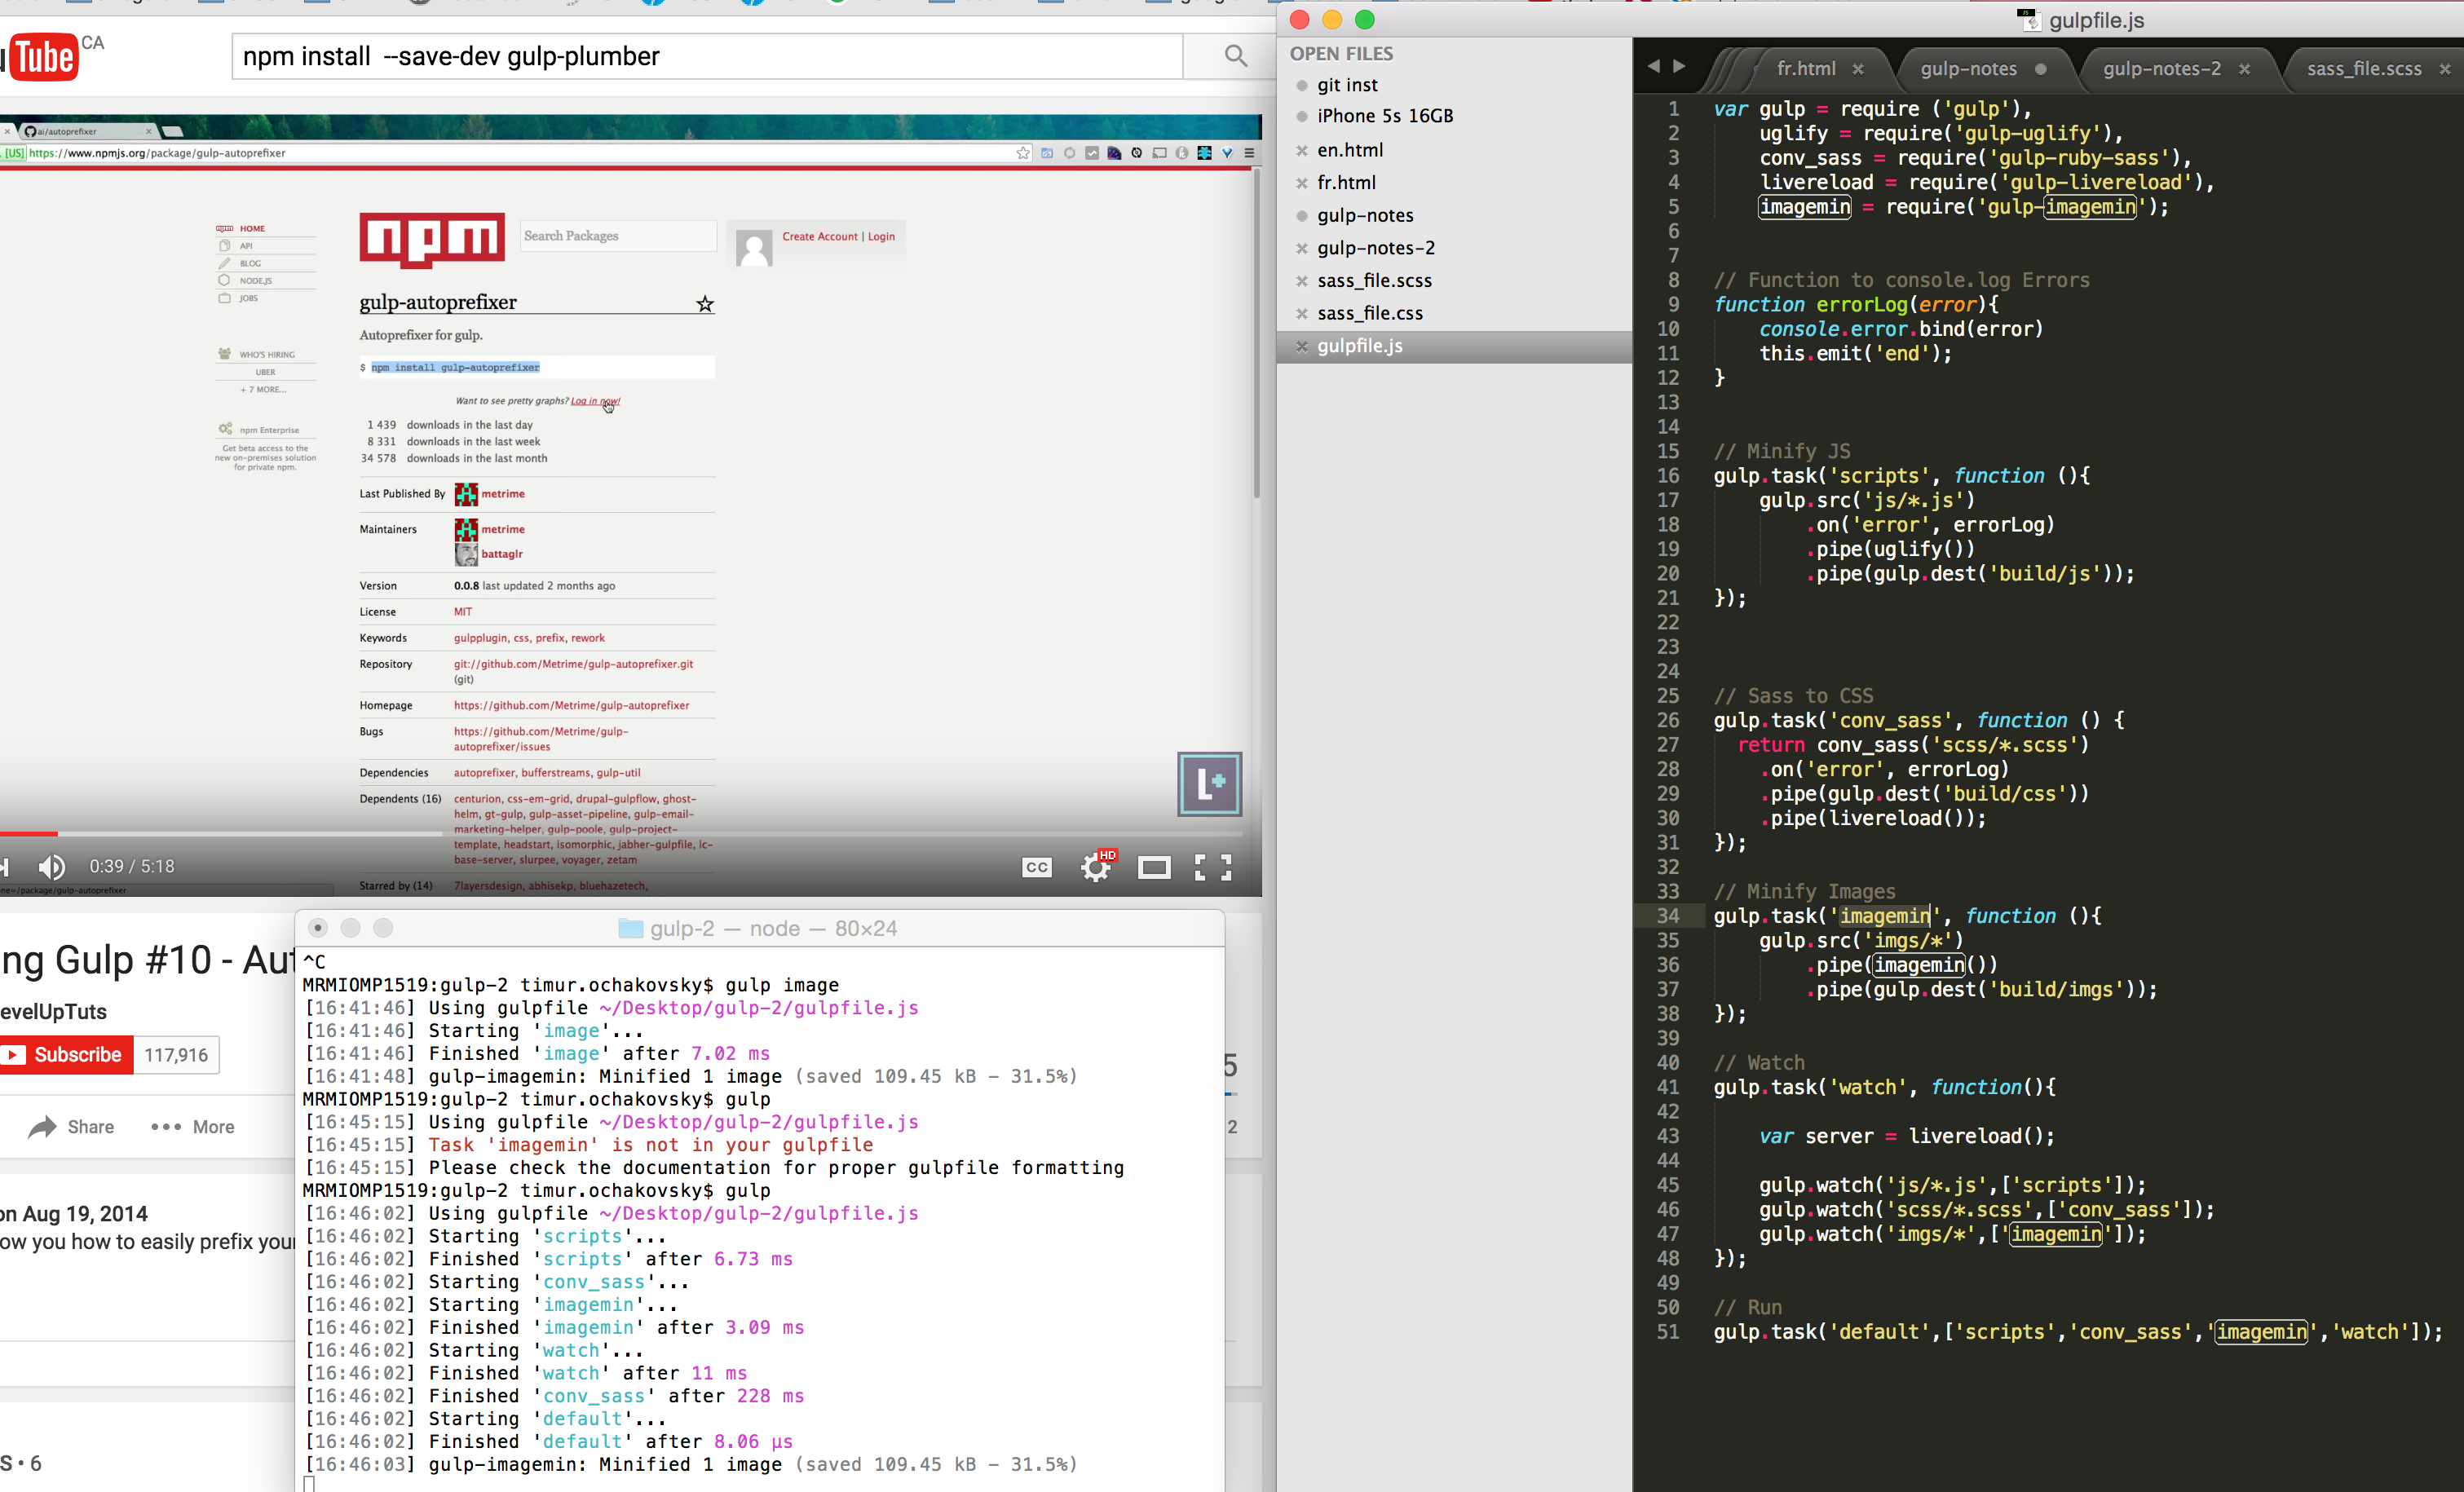 Tube CA
npm install  --save-dev gulp-plumber
ai/autoprefixer
[US] https://www.npmjs.org/package/gulp-autoprefixer
HOME
API
BLOG
NODE.JS
JOBS
WHO'S HIRING
UBER
+ 7 MORE...
npm Enterprise
Get beta access to the
new on-premises solution
for private npm.
npm
Search Packages
Create Account | Login
gulp-autoprefixer
Autoprefixer for gulp.
$ npm install gulp-autoprefixer
Want to see pretty graphs? Log in now!
1 439 downloads in the last day
8 331 downloads in the last week
34 578 downloads in the last month
Last Published By metrime
Maintainers metrime
battaglr
Version 0.0.8 last updated 2 months ago
License MIT
Keywords gulpplugin, css, prefix, rework
Repository git://github.com/Metrime/gulp-autoprefixer.git
(git)
Homepage https://github.com/Metrime/gulp-autoprefixer
Bugs https://github.com/Metrime/gulp-
autoprefixer/issues
Dependencies autoprefixer, bufferstreams, gulp-util
Dependents (16) centurion, css-em-grid, drupal-gulpflow, ghost-
helm, gt-gulp, gulp-asset-pipeline, gulp-email-
marketing-helper, gulp-poole, gulp-project-
template, headstart, isomorphic, jabher-gulpfile, lc-
base-server, slurpee, voyager, zetam
Starred by (14) 7layersdesign, abhisekp, bluehazetech,
L+
0:39 / 5:18
CC
HD
ne=/package/gulp-autoprefixer
ng Gulp #10 - Aut
evelUpTuts
Subscribe 117,916
Share
More
on Aug 19, 2014
ow you how to easily prefix your
S • 6
5
2
gulp-2 — node — 80×24
^C
MRMIOMP1519:gulp-2 timur.ochakovsky$ gulp image
[16:41:46] Using gulpfile ~/Desktop/gulp-2/gulpfile.js
[16:41:46] Starting 'image'...
[16:41:46] Finished 'image' after 7.02 ms
[16:41:48] gulp-imagemin: Minified 1 image (saved 109.45 kB - 31.5%)
MRMIOMP1519:gulp-2 timur.ochakovsky$ gulp
[16:45:15] Using gulpfile ~/Desktop/gulp-2/gulpfile.js
[16:45:15] Task 'imagemin' is not in your gulpfile
[16:45:15] Please check the documentation for proper gulpfile formatting
MRMIOMP1519:gulp-2 timur.ochakovsky$ gulp
[16:46:02] Using gulpfile ~/Desktop/gulp-2/gulpfile.js
[16:46:02] Starting 'scripts'...
[16:46:02] Finished 'scripts' after 6.73 ms
[16:46:02] Starting 'conv_sass'...
[16:46:02] Starting 'imagemin'...
[16:46:02] Finished 'imagemin' after 3.09 ms
[16:46:02] Starting 'watch'...
[16:46:02] Finished 'watch' after 11 ms
[16:46:02] Finished 'conv_sass' after 228 ms
[16:46:02] Starting 'default'...
[16:46:02] Finished 'default' after 8.06 μs
[16:46:03] gulp-imagemin: Minified 1 image (saved 109.45 kB - 31.5%)
gulpfile.js
OPEN FILES
git inst
iPhone 5s 16GB
en.html
fr.html
gulp-notes
gulp-notes-2
sass_file.scss
sass_file.css
gulpfile.js
fr.html
gulp-notes
gulp-notes-2
sass_file.scss
1 var gulp = require ('gulp'),
2     uglify = require('gulp-uglify'),
3     conv_sass = require('gulp-ruby-sass'),
4     livereload = require('gulp-livereload'),
5     imagemin = require('gulp-imagemin');
6
7
8 // Function to console.log Errors
9 function errorLog(error){
10     console.error.bind(error)
11     this.emit('end');
12 }
13
14
15 // Minify JS
16 gulp.task('scripts', function (){
17     gulp.src('js/*.js')
18         .on('error', errorLog)
19         .pipe(uglify())
20         .pipe(gulp.dest('build/js'));
21 });
22
23
24
25 // Sass to CSS
26 gulp.task('conv_sass', function () {
27   return conv_sass('scss/*.scss')
28     .on('error', errorLog)
29     .pipe(gulp.dest('build/css'))
30     .pipe(livereload());
31 });
32
33 // Minify Images
34 gulp.task('imagemin', function (){
35     gulp.src('imgs/*')
36         .pipe(imagemin())
37         .pipe(gulp.dest('build/imgs'));
38 });
39
40 // Watch
41 gulp.task('watch', function(){
42
43     var server = livereload();
44
45     gulp.watch('js/*.js',['scripts']);
46     gulp.watch('scss/*.scss',['conv_sass']);
47     gulp.watch('imgs/*',['imagemin']);
48 });
49
50 // Run
51 gulp.task('default',['scripts','conv_sass','imagemin','watch']);